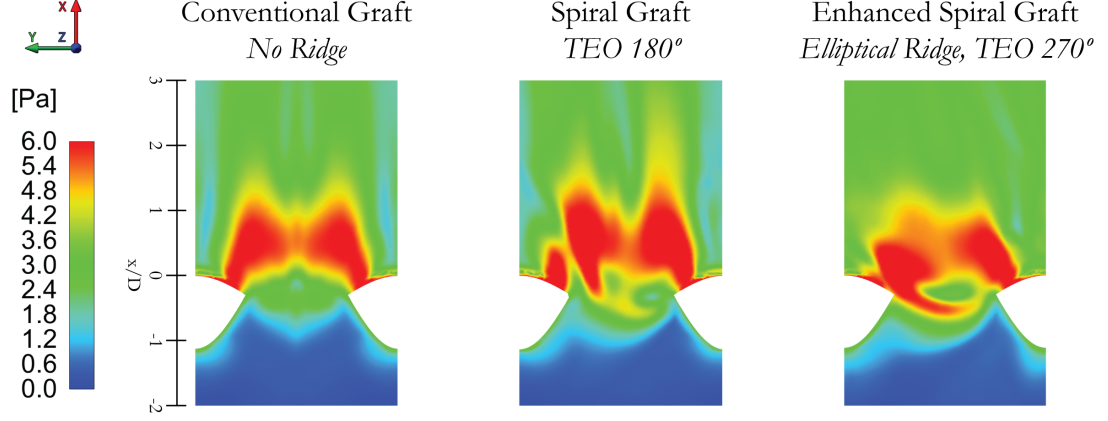 X
Y
Z
Conventional Graft
No Ridge
Spiral Graft
TEO 180º
Enhanced Spiral Graft
Elliptical Ridge, TEO 270º
[Pa]
6.0
5.4
4.8
4.2
3.6
3.0
2.4
1.8
1.2
0.6
0.0
3
2
1
0
-1
-2
x/D